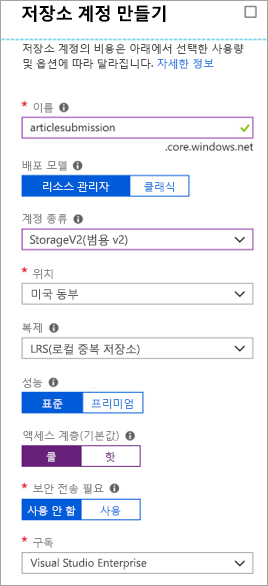 저장소 계정 만들기
저장소 계정의 비용은 아래에서 선택한 사용량
및 옵션에 따라 달라집니다. 자세한 정보
* 이름
articlesubmission
.core.windows.net
배포 모델
리소스 관리자 클래식
계정 종류
StorageV2(범용 v2)
* 위치
미국 동부
복제
LRS(로컬 중복 저장소)
성능
표준 프리미엄
액세스 계층(기본값)
쿨 핫
* 보안 전송 필요
사용 안 함 사용
* 구독
Visual Studio Enterprise